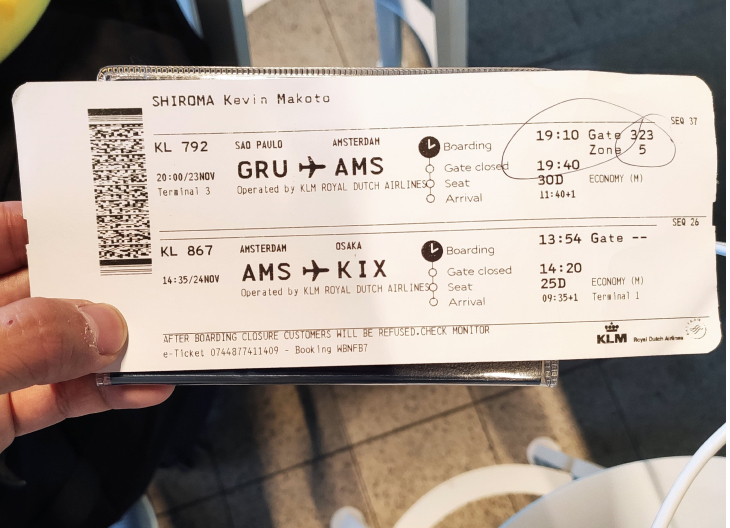 SHIROMA Kevin Makoto
SEQ 37
KL 792 SAO PAULO AMSTERDAM Boarding 19:10 Gate 323
Zone 5
GRU AMS Gate closed 19:40
20:00/23NOV Seat 30D ECONOMY (M)
Terminal 3 Operated by KLM ROYAL DUTCH AIRLINES Arrival 11:40+1
SEQ 26
KL 867 AMSTERDAM OSAKA Boarding 13:54 Gate --
AMS KIX Gate closed 14:20
14:35/24NOV Seat 25D ECONOMY (M)
Operated by KLM ROYAL DUTCH AIRLINES Arrival 09:35+1 Terminal 1
AFTER BOARDING CLOSURE CUSTOMERS WILL BE REFUSED.CHECK MONITOR
e-Ticket 0744877411409 - Booking WBNFB7
KLM Royal Dutch Airlines